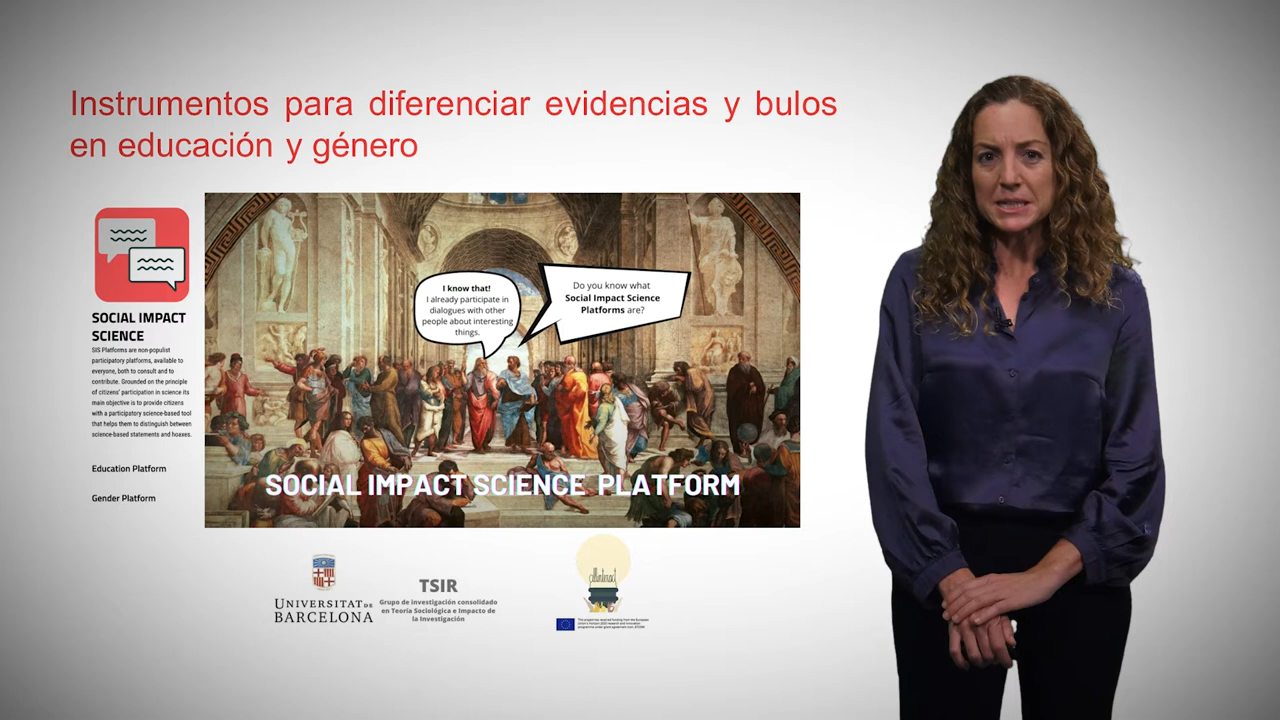 Instrumentos para diferenciar evidencias y bulos
en educación y género
SOCIAL IMPACT
SCIENCE
SIS Platforms are non-populist
participatory platforms, available to
everyone, both to consult and to
contribute. Grounded on the principle
of citizens' participation in science its
main objective is to provide citizens
with a participatory science-based tool
that helps them to distinguish between
science-based statements and hoaxes.
Education Platform
Gender Platform
I know that!
I already participate in
dialogues with other
people about interesting
things.
Do you know what
Social Impact Science
Platforms are?
SOCIAL IMPACT SCIENCE PLATFORM
UNIVERSITAT DE
BARCELONA
TSIR
Grupo de investigación consolidado
en Teoría Sociológica e Impacto de
la Investigación
allinteract